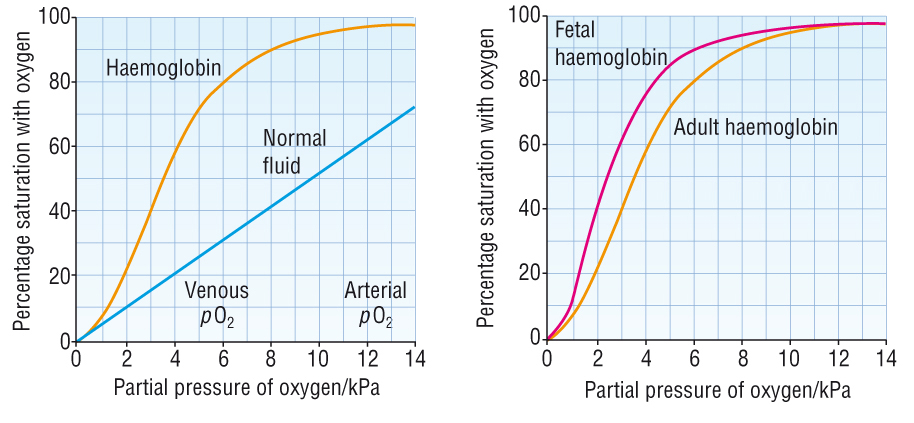 Percentage saturation with oxygen
100
80
60
40
20
0
Haemoglobin
Normal
fluid
Venous
pO2
Arterial
pO2
0 2 4 6 8 10 12 14
Partial pressure of oxygen/kPa
Percentage saturation with oxygen
100
80
60
40
20
0
Fetal
haemoglobin
Adult haemoglobin
0 2 4 6 8 10 12 14
Partial pressure of oxygen/kPa